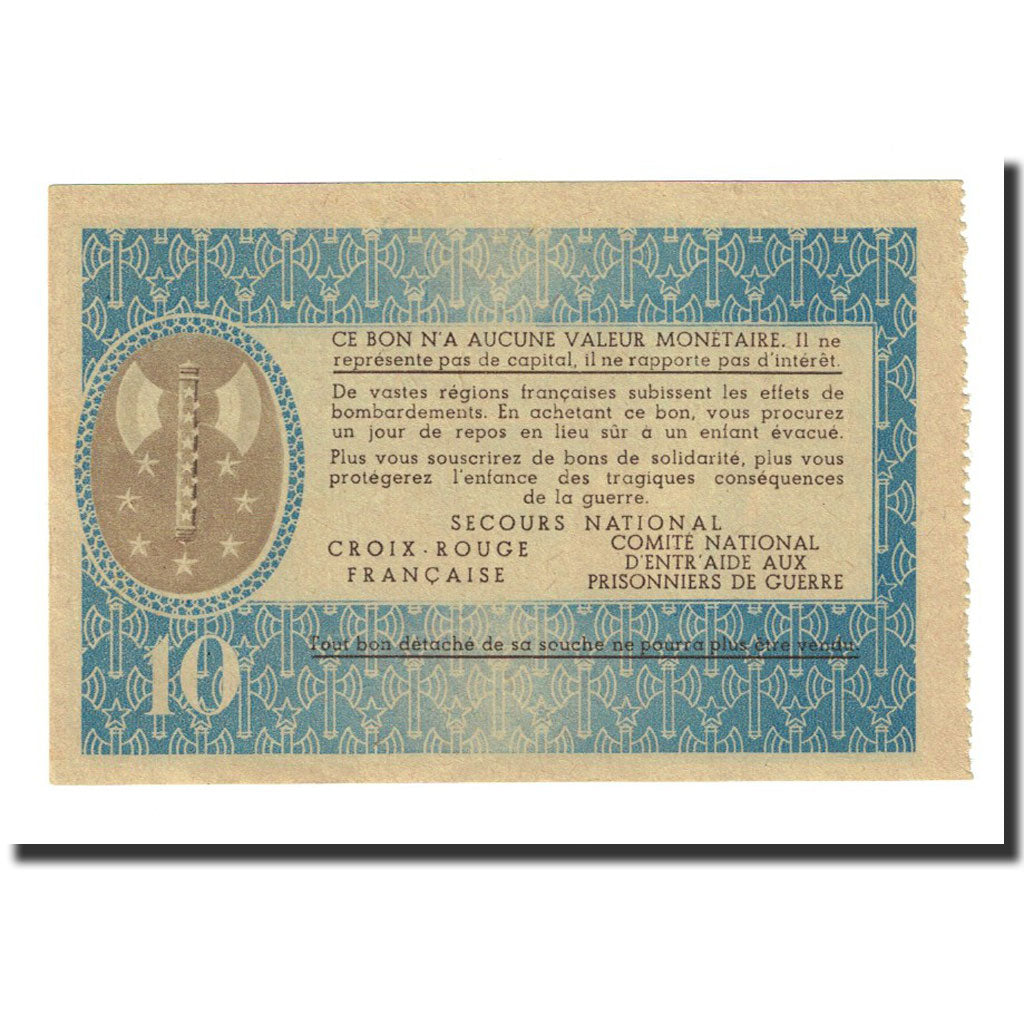 CE BON N'A AUCUNE VALEUR MONÉTAIRE. Il ne
représente pas de capital, il ne rapporte pas d'intérêt.
De vastes régions françaises subissent les effets de
bombardements. En achetant ce bon, vous procurez
un jour de repos en lieu sûr à un enfant évacué.
Plus vous souscrirez de bons de solidarité, plus vous
protégerez l'enfance des tragiques conséquences
de la guerre.
SECOURS NATIONAL
CROIX-ROUGE
FRANÇAISE
COMITÉ NATIONAL
D'ENTR'AIDE AUX
PRISONNIERS DE GUERRE
Tout bon détaché de sa souche ne pourra plus être vendu.
10